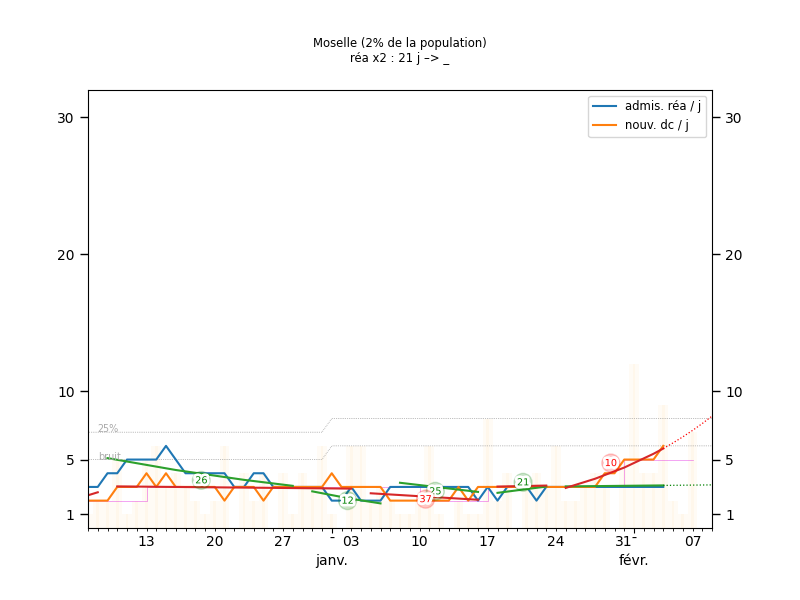 Moselle (2% de la population)
réa x2 : 21 j –> _
admis. réa / j
nouv. dc / j
30 30
20 20
10 10
25%
bruit
5 5
26 12 25 37 21 10
1 1
13 20 27 - 03 10 17 24 31- 07
janv. févr.